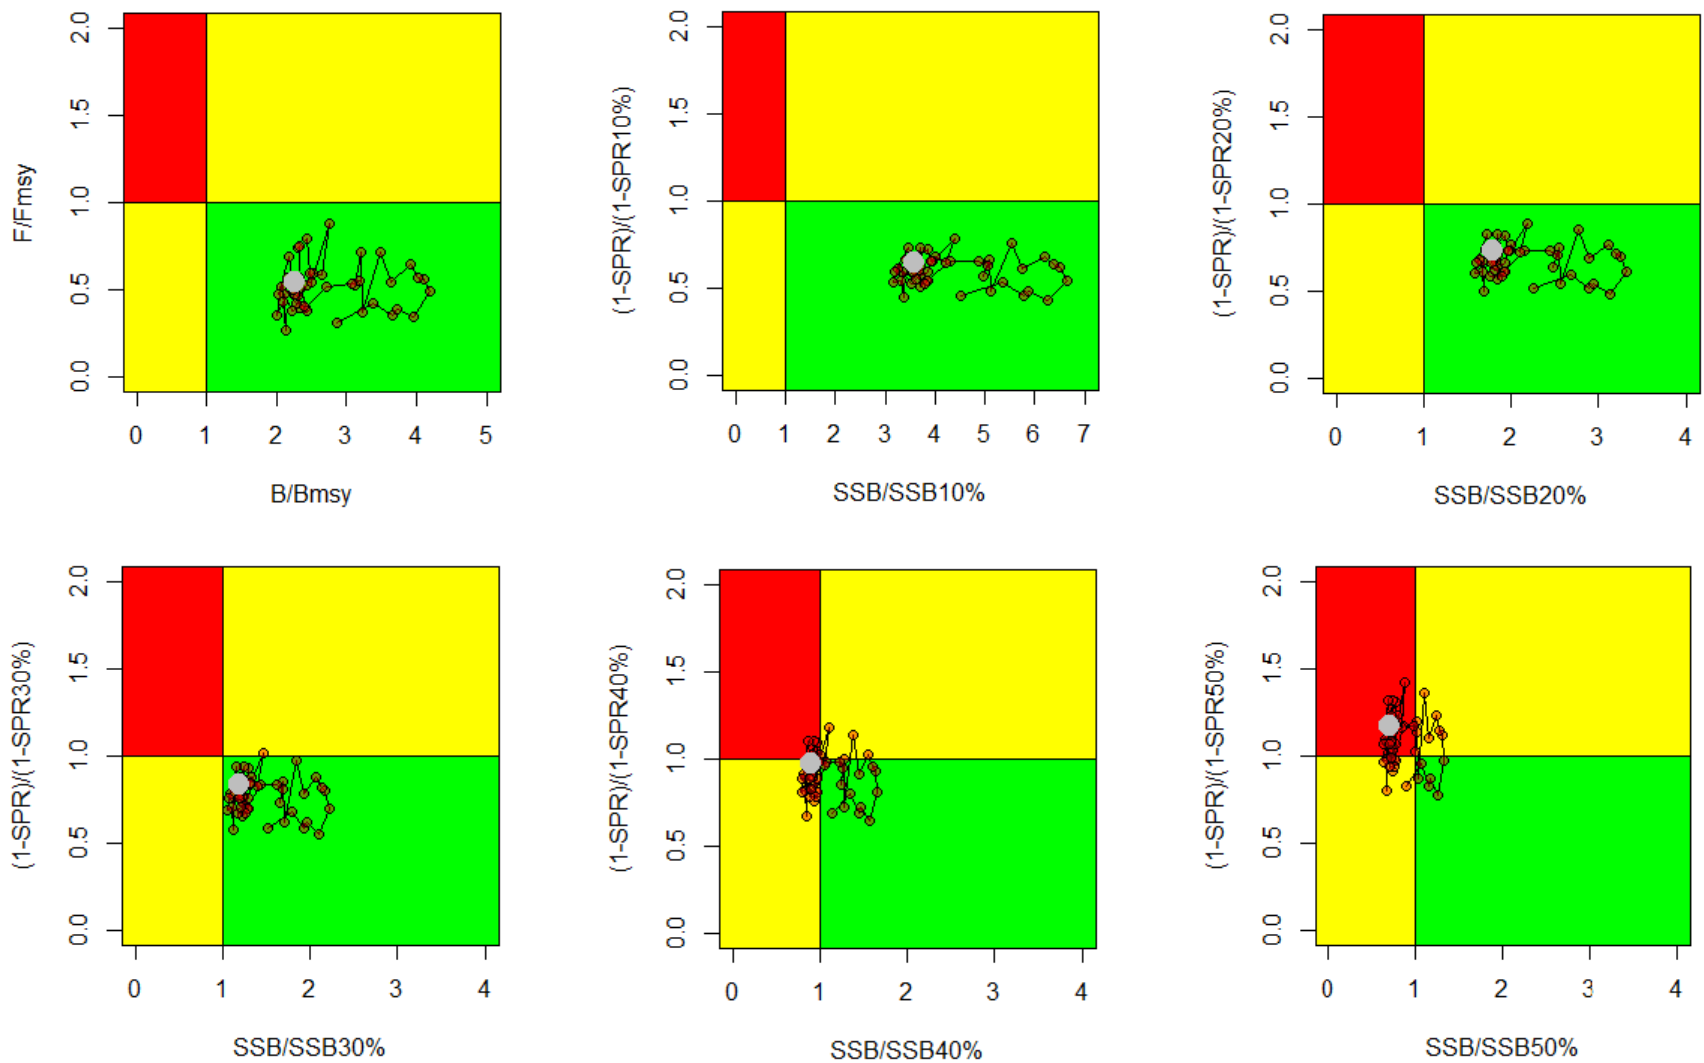 F/Fmsy
2.0
1.5
1.0
0.5
0.0
0 1 2 3 4 5
B/Bmsy
(1-SPR)/(1-SPR10%)
2.0
1.5
1.0
0.5
0.0
0 1 2 3 4 5 6 7
SSB/SSB10%
(1-SPR)/(1-SPR20%)
2.0
1.5
1.0
0.5
0.0
0 1 2 3 4
SSB/SSB20%
(1-SPR)/(1-SPR30%)
2.0
1.5
1.0
0.5
0.0
0 1 2 3 4
SSB/SSB30%
(1-SPR)/(1-SPR40%)
2.0
1.5
1.0
0.5
0.0
0 1 2 3 4
SSB/SSB40%
(1-SPR)/(1-SPR50%)
2.0
1.5
1.0
0.5
0.0
0 1 2 3 4
SSB/SSB50%